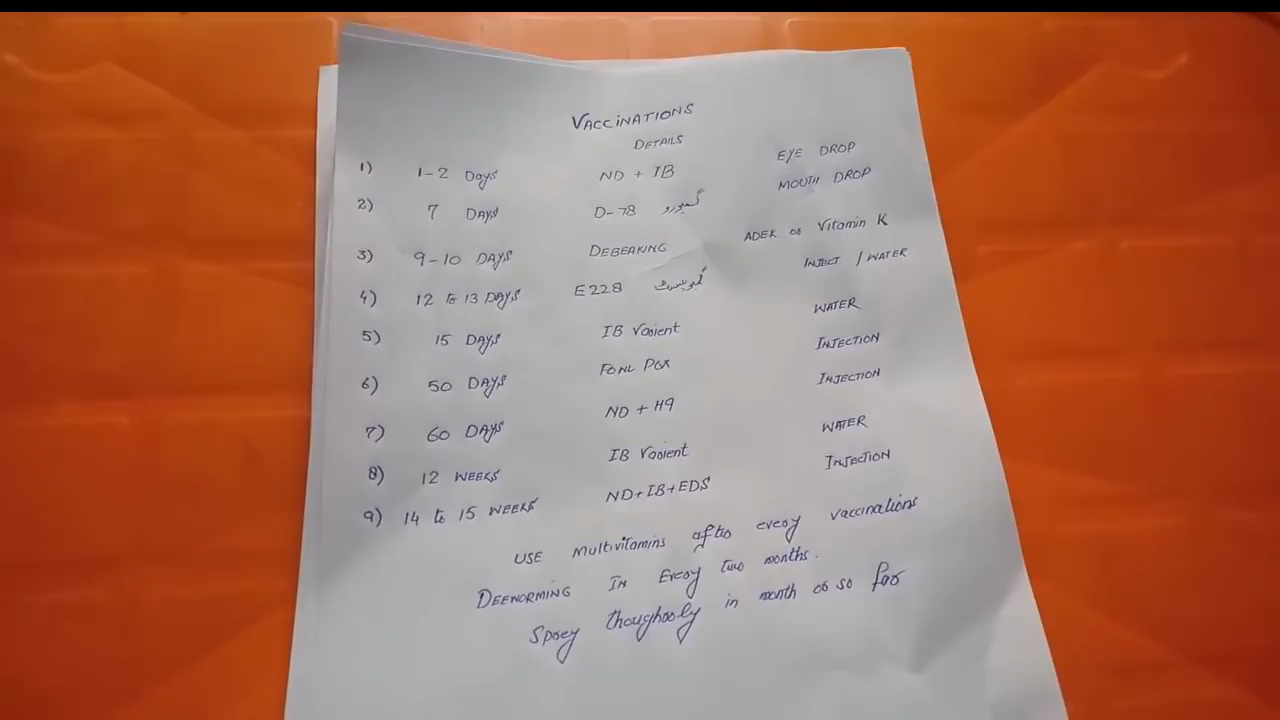 VACCINATIONS
DETAILS
1) 1-2 Days ND + IB EYE DROP
2) 7 DAYS D-78 گمبورو MOUTH DROP
3) 9-10 DAYS DEBEAKING ADEK or Vitamin K
4) 12 to 13 DAYS E228 INJECT / WATER
5) 15 DAYS IB Varient WATER
6) 50 DAYS FOWL POX INJECTION
7) 60 DAYS ND + H9 INJECTION
8) 12 WEEKS IB Varient WATER
9) 14 to 15 WEEKS ND+IB+EDS INJECTION
USE Multivitamins after every vaccinations
DEEWORMING IN Every two months.
Sprey thoughroly in month or so far